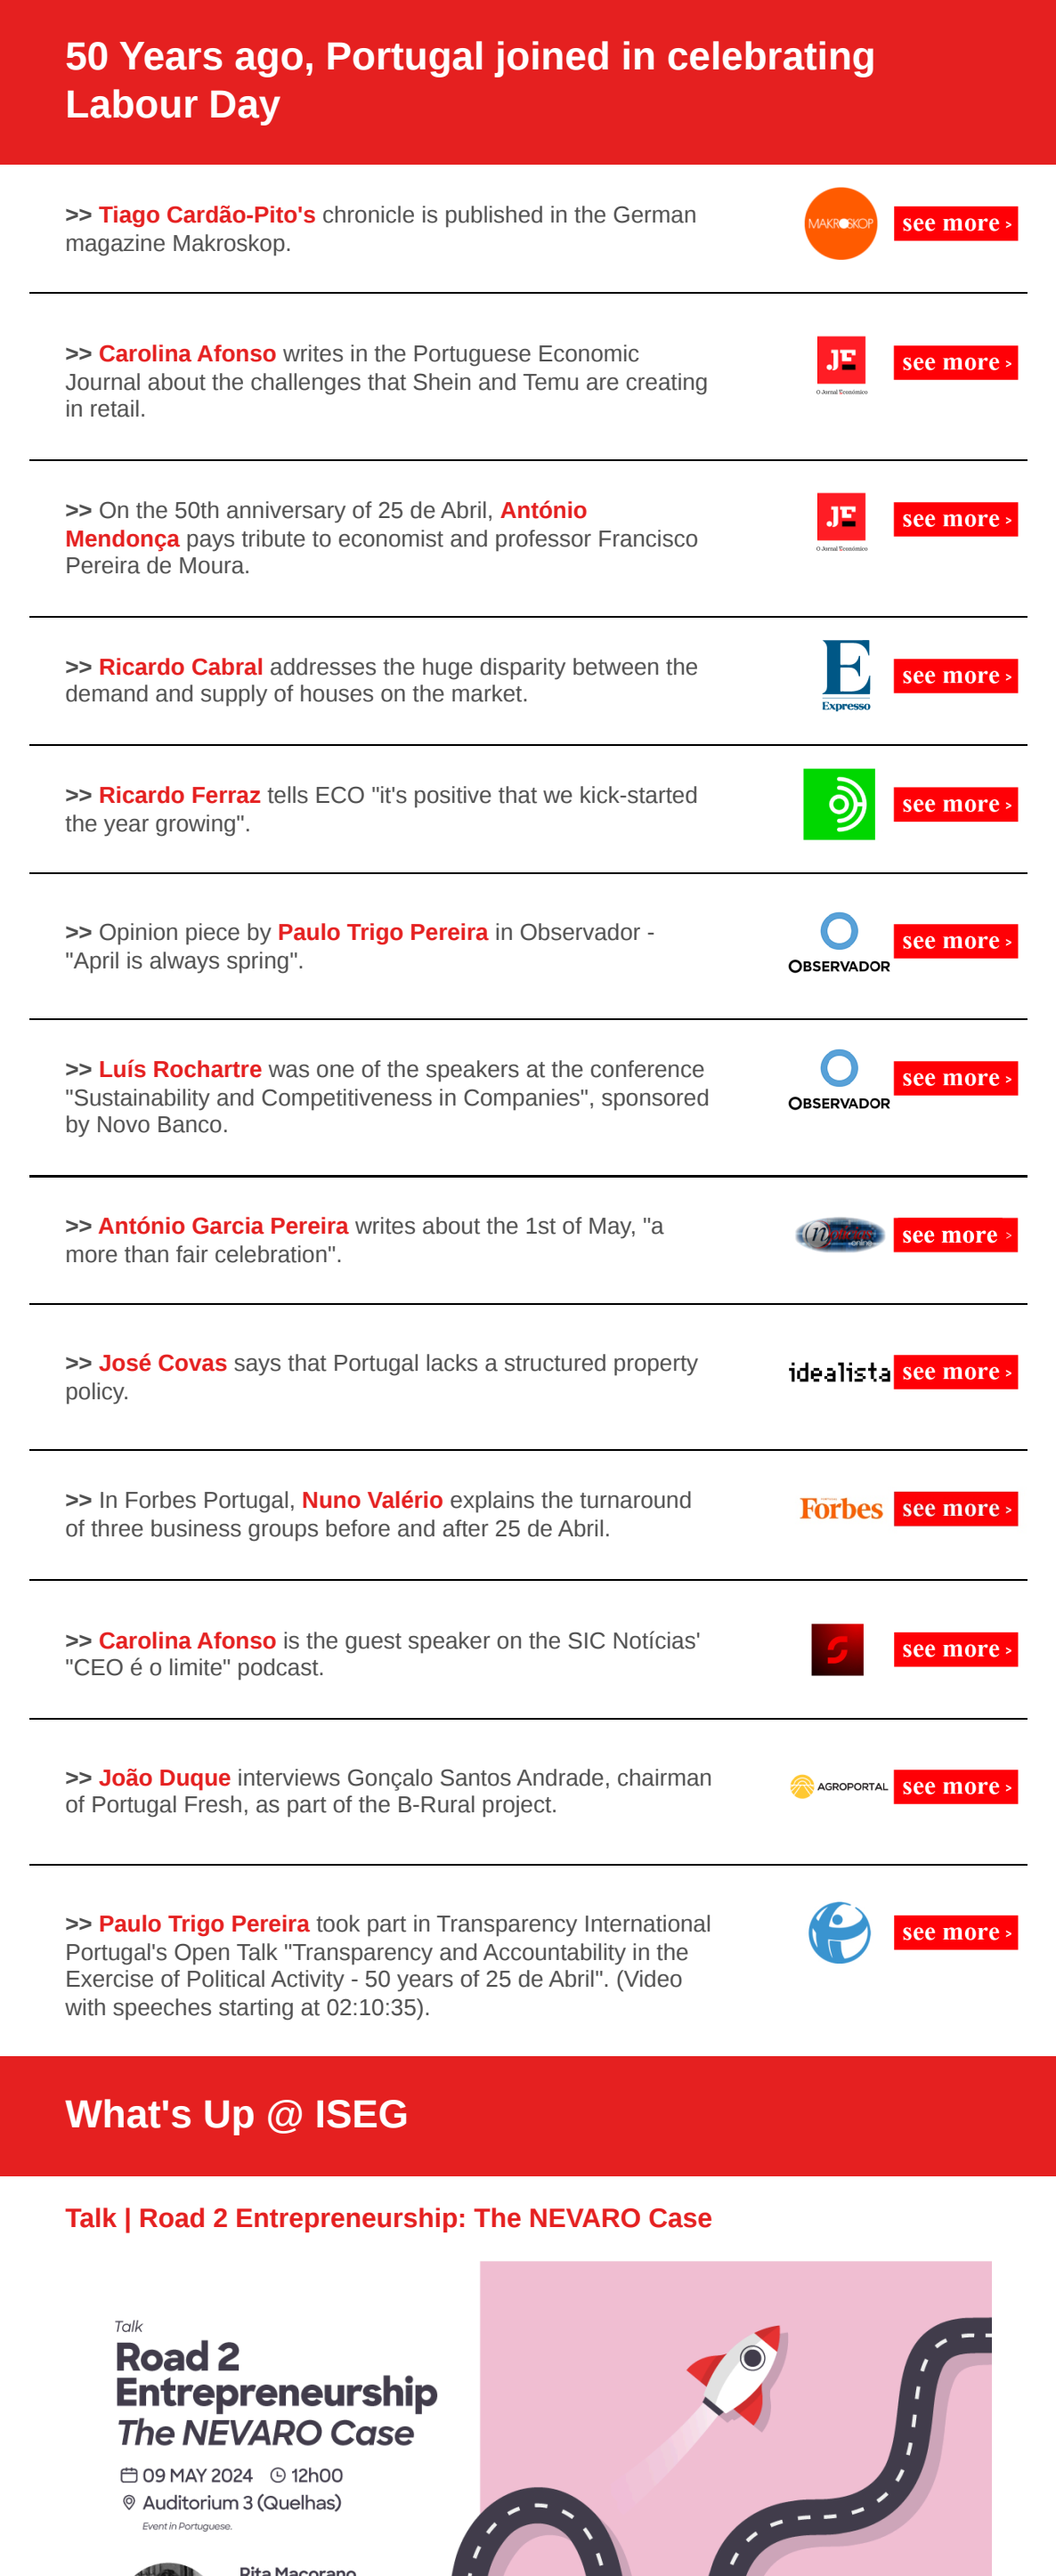 50 Years ago, Portugal joined in celebrating
Labour Day
>> Tiago Cardão-Pito's chronicle is published in the German
magazine Makroskop.
MAKROSKOP
see more >
>> Carolina Afonso writes in the Portuguese Economic
Journal about the challenges that Shein and Temu are creating
in retail.
JE
O Jornal Económico
see more >
>> On the 50th anniversary of 25 de Abril, António
Mendonça pays tribute to economist and professor Francisco
Pereira de Moura.
JE
O Jornal Económico
see more >
>> Ricardo Cabral addresses the huge disparity between the
demand and supply of houses on the market.
E
Expresso
see more >
>> Ricardo Ferraz tells ECO "it's positive that we kick-started
the year growing".
see more >
>> Opinion piece by Paulo Trigo Pereira in Observador -
"April is always spring".
OBSERVADOR
see more >
>> Luís Rochartre was one of the speakers at the conference
"Sustainability and Competitiveness in Companies", sponsored
by Novo Banco.
OBSERVADOR
see more >
>> António Garcia Pereira writes about the 1st of May, "a
more than fair celebration".
online
see more >
>> José Covas says that Portugal lacks a structured property
policy.
idealista
see more >
>> In Forbes Portugal, Nuno Valério explains the turnaround
of three business groups before and after 25 de Abril.
Forbes
see more >
>> Carolina Afonso is the guest speaker on the SIC Notícias'
"CEO é o limite" podcast.
see more >
>> João Duque interviews Gonçalo Santos Andrade, chairman
of Portugal Fresh, as part of the B-Rural project.
AGROPORTAL
see more >
>> Paulo Trigo Pereira took part in Transparency International
Portugal's Open Talk "Transparency and Accountability in the
Exercise of Political Activity - 50 years of 25 de Abril". (Video
with speeches starting at 02:10:35).
see more >
What's Up @ ISEG
Talk | Road 2 Entrepreneurship: The NEVARO Case
Talk
Road 2
Entrepreneurship
The NEVARO Case
09 MAY 2024 12h00
Auditorium 3 (Quelhas)
Event in Portuguese.
Rita Maçorano